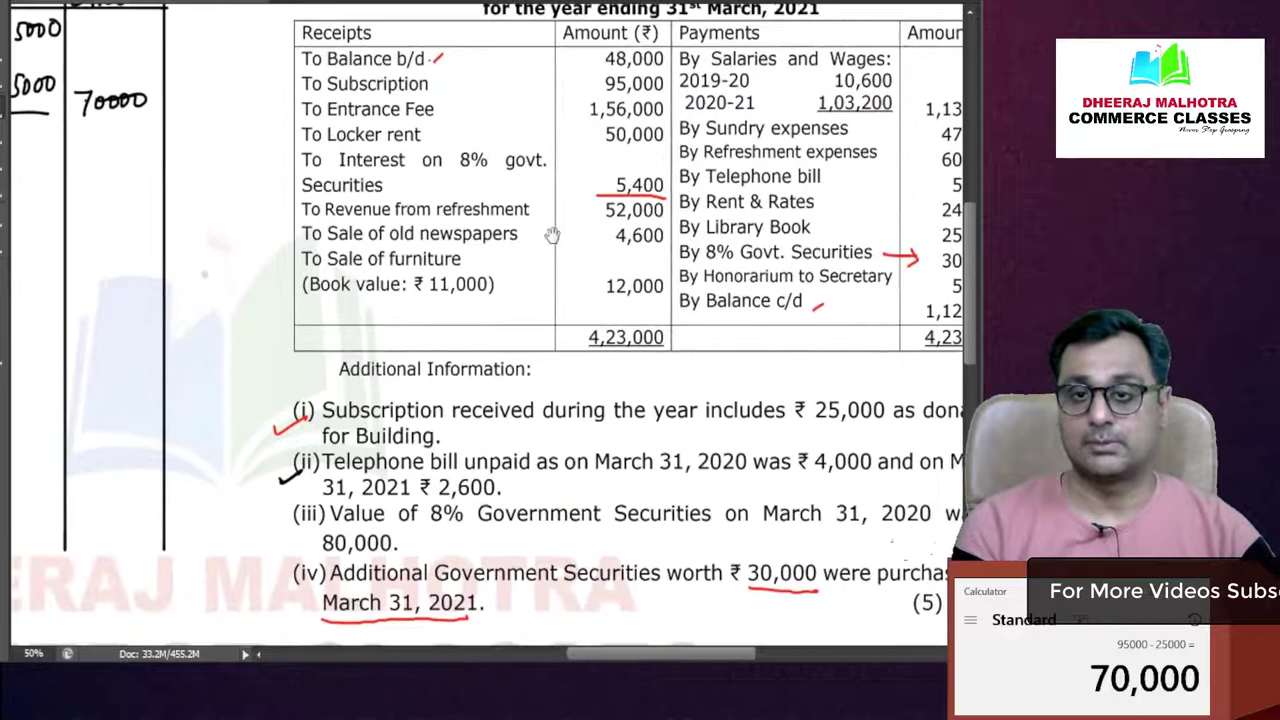 for the year ending 31st March, 2021
5000
5000
70000
Receipts Amount (₹) Payments Amoun
To Balance b/d 48,000 By Salaries and Wages:
To Subscription 95,000 2019-20 10,600
To Entrance Fee 1,56,000 2020-21 1,03,200 1,13
To Locker rent 50,000 By Sundry expenses 47
To Interest on 8% govt. By Refreshment expenses 60
Securities 5,400 By Telephone bill 5
To Revenue from refreshment 52,000 By Rent & Rates 24
To Sale of old newspapers 4,600 By Library Book 25
To Sale of furniture By 8% Govt. Securities 30
(Book value: ₹ 11,000) 12,000 By Honorarium to Secretary 5
By Balance c/d 1,12
4,23,000 4,23
Additional Information:
(i) Subscription received during the year includes ₹ 25,000 as dona
for Building.
(ii) Telephone bill unpaid as on March 31, 2020 was ₹ 4,000 and on M
31, 2021 ₹ 2,600.
(iii) Value of 8% Government Securities on March 31, 2020 wa
80,000.
(iv) Additional Government Securities worth ₹ 30,000 were purchas
March 31, 2021.
(5)
ERAJ MALHOTRA
50% Doc: 33.2M/455.2M
DHEERAJ MALHOTRA
COMMERCE CLASSES
Never Stop Growing
Calculator
For More Videos Subs
Standard
95000 - 25000 =
70,000